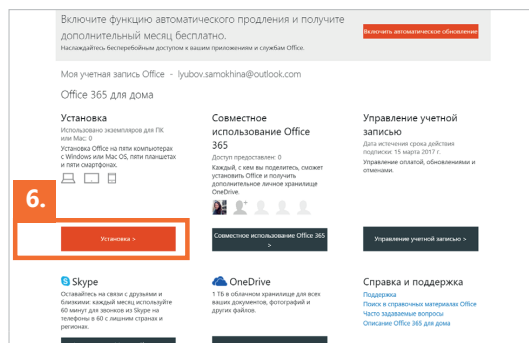 Включите функцию автоматического продления и получите
дополнительный месяц бесплатно.
Наслаждайтесь бесперебойным доступом к вашим приложениям и службам Office.
Включить автоматическое обновление
Моя учетная запись Office - lyubov.samokhina@outlook.com
Office 365 для дома
Установка
Использовано экземпляров для ПК
или Mac: 0
Установка Office на пяти компьютерах
с Windows или Mac OS, пяти планшетах
и пяти смартфонах.
6.
Установка >
Совместное
использование Office
365
Доступ предоставлен: 0
Каждый, с кем вы поделитесь, сможет
установить Office и получить
дополнительное личное хранилище
OneDrive.
Совместное использование Office 365
>
Управление учетной
записью
Дата истечения срока действия
подписки: 15 марта 2017 г.
Управление оплатой, обновлениями и
отменами.
Управление учетной записью >
Skype
Оставайтесь на связи с друзьями и
близкими: каждый месяц используйте
60 минут для звонков из Skype на
телефоны в 60 с лишним странах и
регионах.
OneDrive
1 ТБ в облачном хранилище для всех
ваших документов, фотографий и
других файлов.
Справка и поддержка
Поддержка
Поиск в справочных материалах Office
Часто задаваемые вопросы
Описание Office 365 для дома